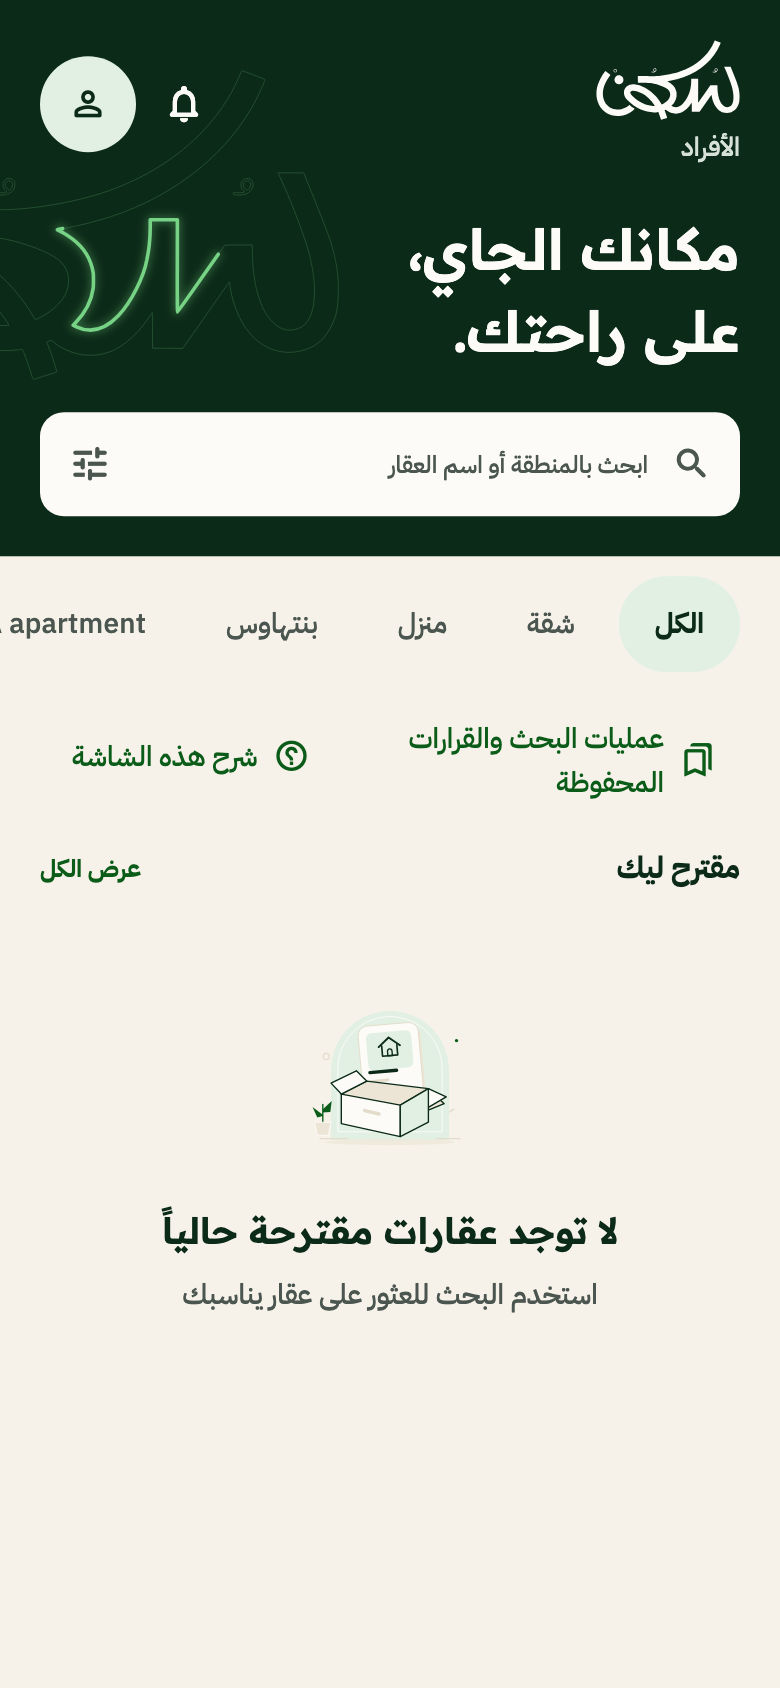 سكن
الأفراد
مكانك الجاي،
على راحتك.
ابحث بالمنطقة أو اسم العقار
الكل
شقة
منزل
بنتهاوس
apartment
عمليات البحث والقرارات
المحفوظة
شرح هذه الشاشة
مقترح ليك
عرض الكل
لا توجد عقارات مقترحة حالياً
استخدم البحث للعثور على عقار يناسبك